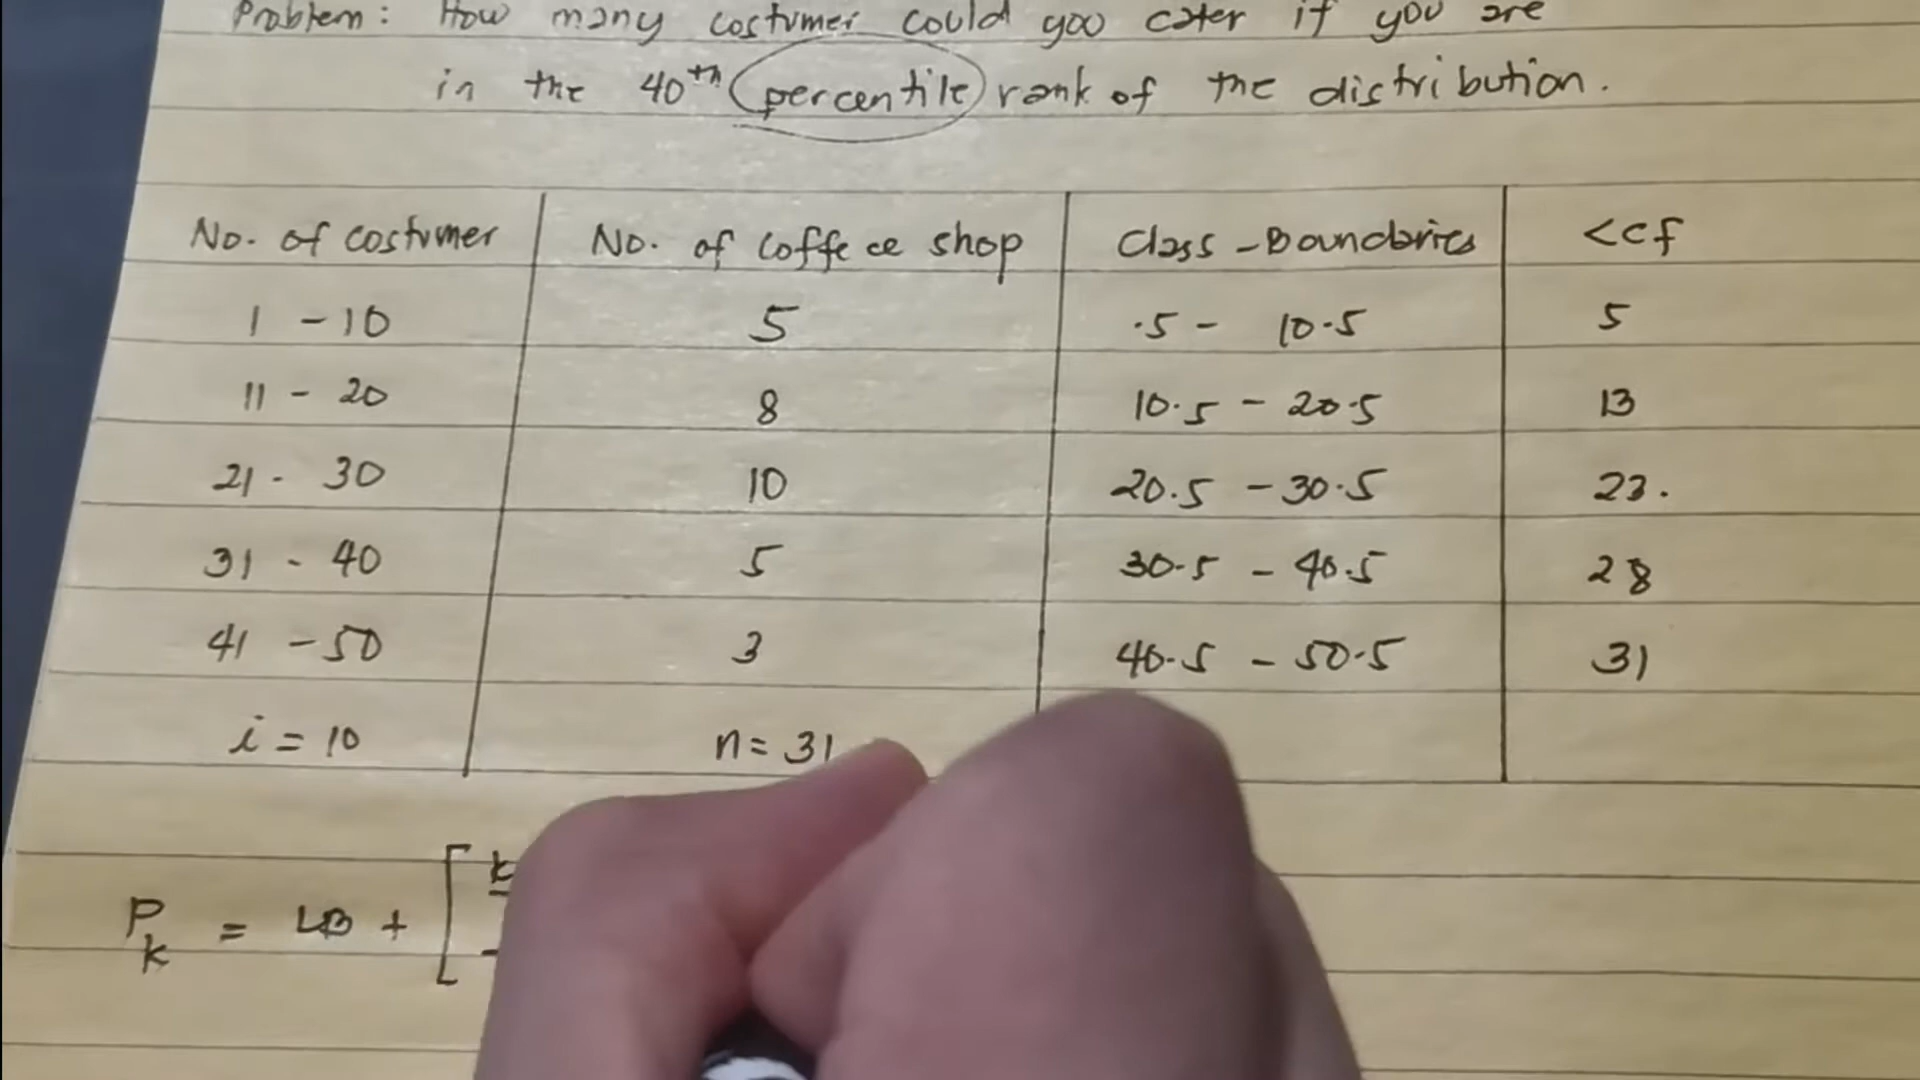 Problem: How many costumer could you cater if you are
in the 40th percentile rank of the distribution.
No. of costumer No. of coffee ce shop Class-Boundaries <cf
1 - 10 5 .5 - 10.5 5
11 - 20 8 10.5 - 20.5 13
21 - 30 10 20.5 - 30.5 23.
31 - 40 5 30.5 - 40.5 28
41 - 50 3 40.5 - 50.5 31
i = 10 n = 31
P k = LB + [ k